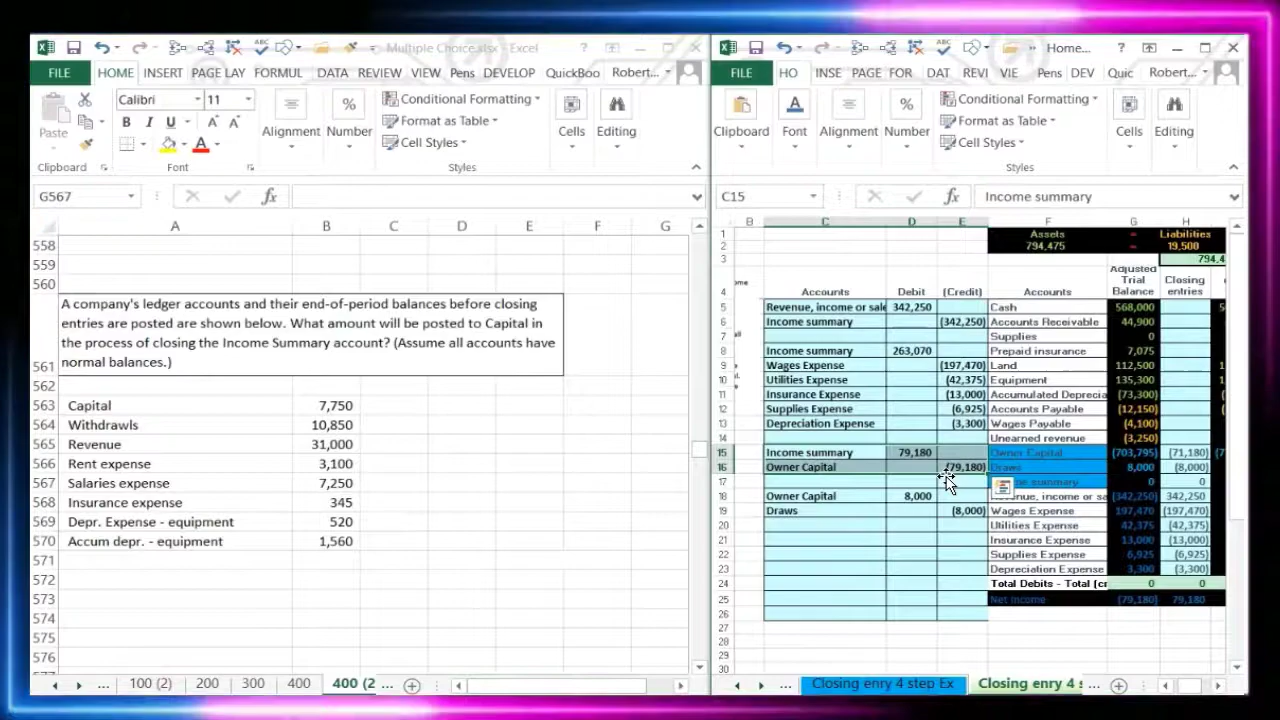 Multiple Choice.xlsx - Excel
FILE HOME INSERT PAGE LAY FORMUL DATA REVIEW VIEW Pens DEVELOP QuickBoo Robert...
Paste
Clipboard
Calibri 11
B I U A A
A
Font
Alignment
%
Number
Conditional Formatting
Format as Table
Cell Styles
Styles
Cells
Editing
G567 fx
A B C D E F G
558
559
560
A company's ledger accounts and their end-of-period balances before closing
entries are posted are shown below. What amount will be posted to Capital in
the process of closing the Income Summary account? (Assume all accounts have
561 normal balances.)
562
563 Capital 7,750
564 Withdrawls 10,850
565 Revenue 31,000
566 Rent expense 3,100
567 Salaries expense 7,250
568 Insurance expense 345
569 Depr. Expense - equipment 520
570 Accum depr. - equipment 1,560
571
572
573
574
575
576
... 100 (2) 200 300 400 400 (2
Home... ?
FILE HO INSE PAGE FOR DAT REVI VIE Pens DEV Quic Robert...
Clipboard
A
Font
Alignment
%
Number
Conditional Formatting
Format as Table
Cell Styles
Styles
Cells
Editing
C15 fx Income summary
B C D E F G H
1 Assets = Liabilities
2 794,475 = 19,500
3 794,4
4 Accounts Debit (Credit) Accounts Adjusted Trial Balance Closing entries
5 Revenue, income or sale 342,250 Cash 568,000
6 Income summary (342,250) Accounts Receivable 44,900
7 Supplies 0
8 Income summary 263,070 Prepaid insurance 7,075
9 Wages Expense (197,470) Land 112,500
10 Utilities Expense (42,375) Equipment 135,300
11 Insurance Expense (13,000) Accumulated Deprecia (73,300)
12 Supplies Expense (6,925) Accounts Payable (12,150)
13 Depreciation Expense (3,300) Wages Payable (4,100)
14 Unearned revenue (3,250)
15 Income summary 79,180 Owner Capital (703,795) (71,180)
16 Owner Capital (79,180) Draws 8,000 (8,000)
17 summary 0 0
18 Owner Capital 8,000 income or sa (342,250) 342,250
19 Draws (8,000) Wages Expense 197,470 (197,470)
20 Utilities Expense 42,375 (42,375)
21 Insurance Expense 13,000 (13,000)
22 Supplies Expense 6,925 (6,925)
23 Depreciation Expense 3,300 (3,300)
24 Total Debits - Total (cr 0 0
25 Net Income (79,180) 79,180
26
27
28
29
30
... Closing enry 4 step Ex Closing enry 4 s ...